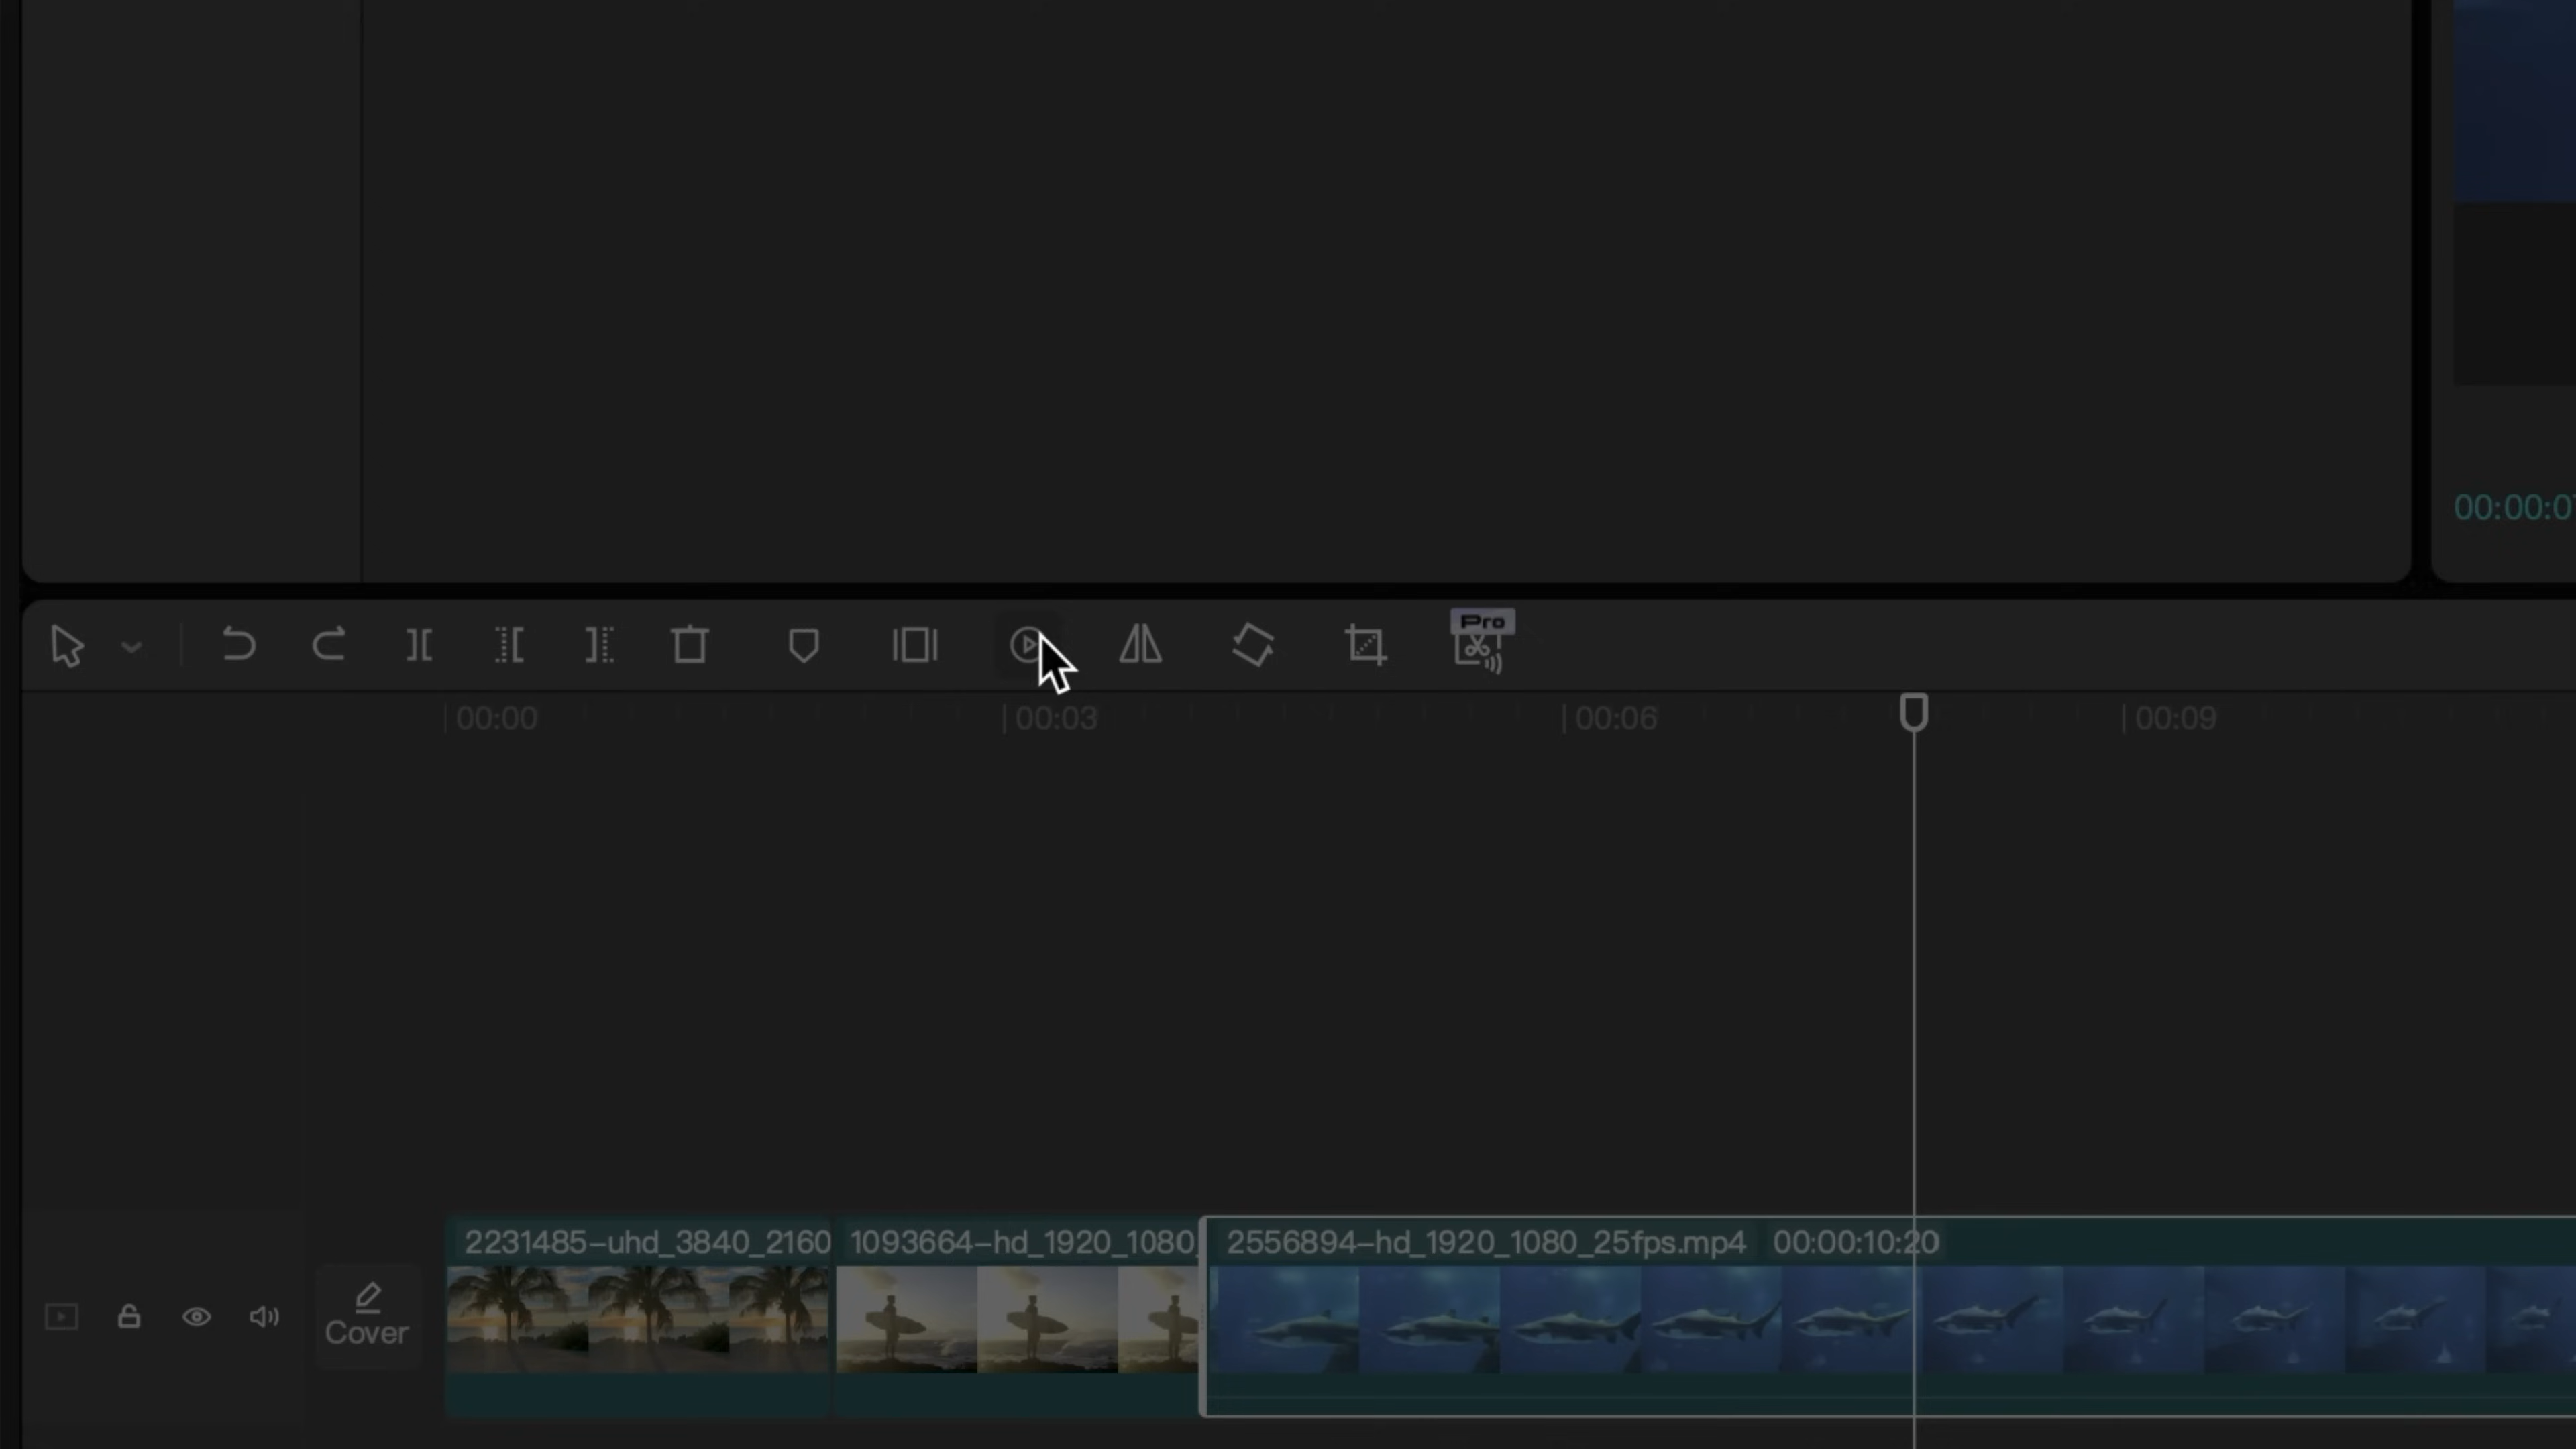 00:00:0
Pro
00:00
00:03
00:06
00:09
2231485-uhd_3840_2160
1093664-hd_1920_1080_
2556894-hd_1920_1080_25fps.mp4 00:00:10:20
Cover